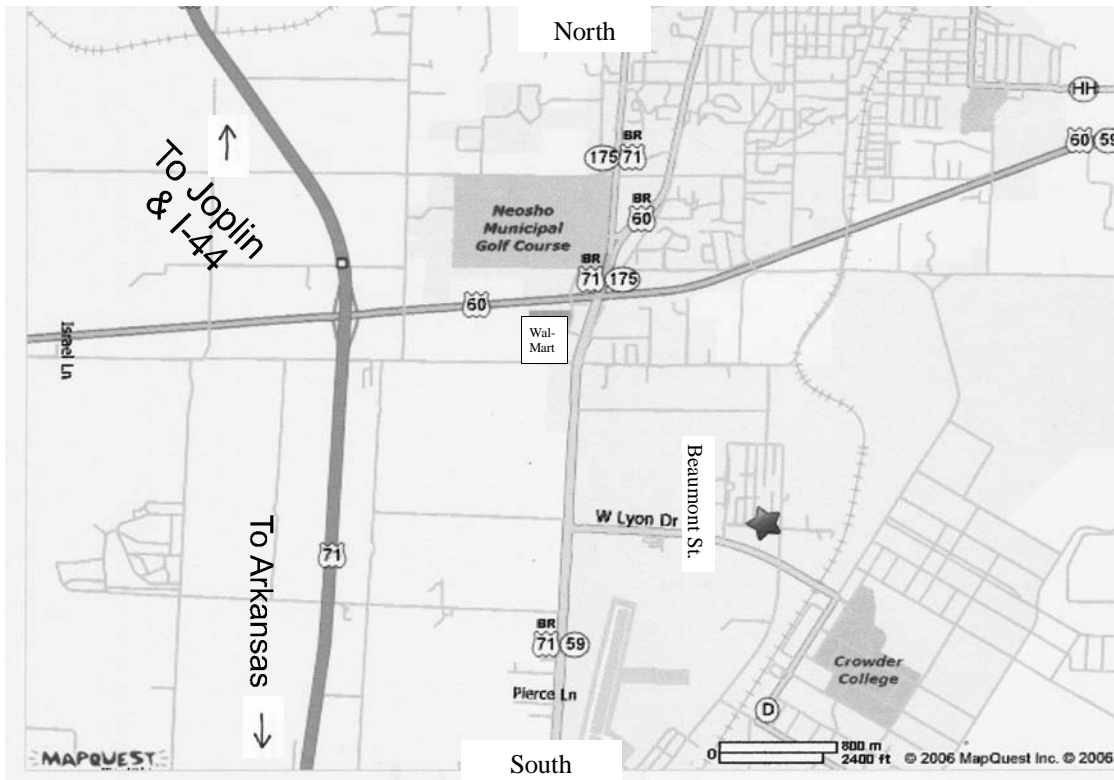 North
HH
BR
175 71
60 59
To Joplin
& I-44
BR
60
Neosho
Municipal
Golf Course
BR
71 175
60
Wal-
Mart
Israel Ln
Beaumont St.
W Lyon Dr
To Arkansas
71
BR
71 59
Crowder
College
Pierce Ln
D
MAPQUEST
0
800 m
2400 ft
© 2006 MapQuest Inc. © 2006
South